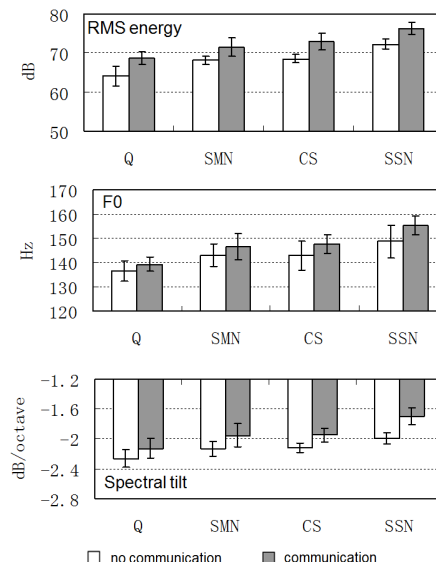 RMS energy
80
70
60
50
dB
Q SMN CS SSN
F0
170
160
150
140
130
120
Hz
Q SMN CS SSN
-1.2
-1.6
-2
-2.4
-2.8
dB/octave
Spectral tilt
Q SMN CS SSN
no communication communication